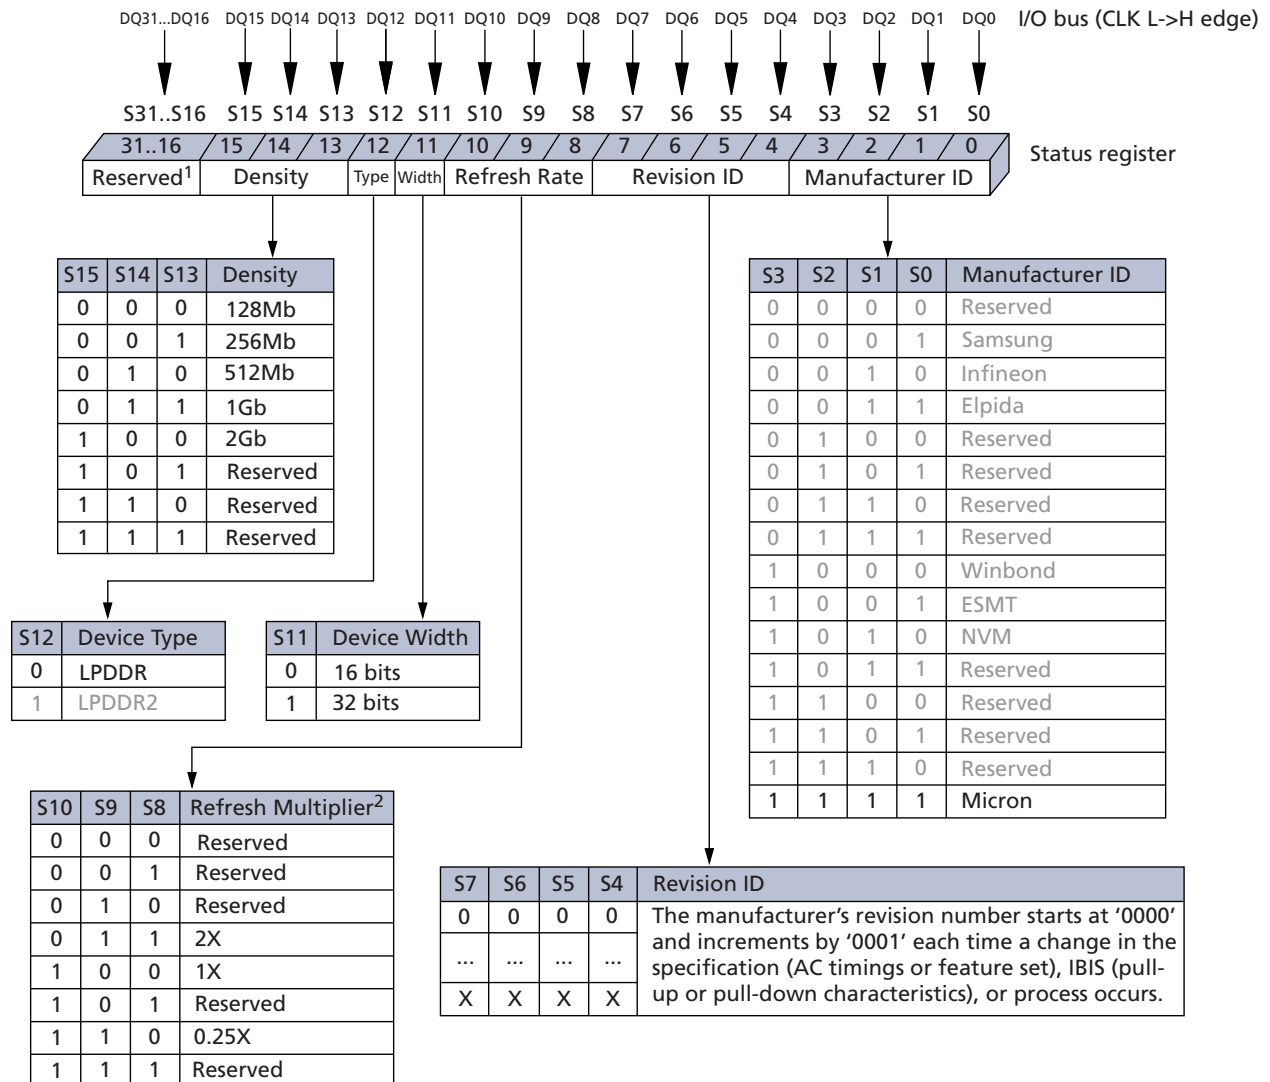 DQ31...DQ16 DQ15 DQ14 DQ13 DQ12 DQ11 DQ10 DQ9 DQ8 DQ7 DQ6 DQ5 DQ4 DQ3 DQ2 DQ1 DQ0 I/O bus (CLK L->H edge)
S31..S16 S15 S14 S13 S12 S11 S10 S9 S8 S7 S6 S5 S4 S3 S2 S1 S0
31..16 15 14 13 12 11 10 9 8 7 6 5 4 3 2 1 0 Status register
Reserved1 Density Type Width Refresh Rate Revision ID Manufacturer ID
S15 S14 S13 Density
0 0 0 128Mb
0 0 1 256Mb
0 1 0 512Mb
0 1 1 1Gb
1 0 0 2Gb
1 0 1 Reserved
1 1 0 Reserved
1 1 1 Reserved
S3 S2 S1 S0 Manufacturer ID
0 0 0 0 Reserved
0 0 0 1 Samsung
0 0 1 0 Infineon
0 0 1 1 Elpida
0 1 0 0 Reserved
0 1 0 1 Reserved
0 1 1 0 Reserved
0 1 1 1 Reserved
1 0 0 0 Winbond
1 0 0 1 ESMT
1 0 1 0 NVM
1 0 1 1 Reserved
1 1 0 0 Reserved
1 1 0 1 Reserved
1 1 1 0 Reserved
1 1 1 1 Micron
S12 Device Type
0 LPDDR
1 LPDDR2
S11 Device Width
0 16 bits
1 32 bits
S10 S9 S8 Refresh Multiplier2
0 0 0 Reserved
0 0 1 Reserved
0 1 0 Reserved
0 1 1 2X
1 0 0 1X
1 0 1 Reserved
1 1 0 0.25X
1 1 1 Reserved
S7 S6 S5 S4 Revision ID
0 0 0 0
... ... ... ...
X X X X
The manufacturer's revision number starts at '0000'
and increments by '0001' each time a change in the
specification (AC timings or feature set), IBIS (pull-
up or pull-down characteristics), or process occurs.